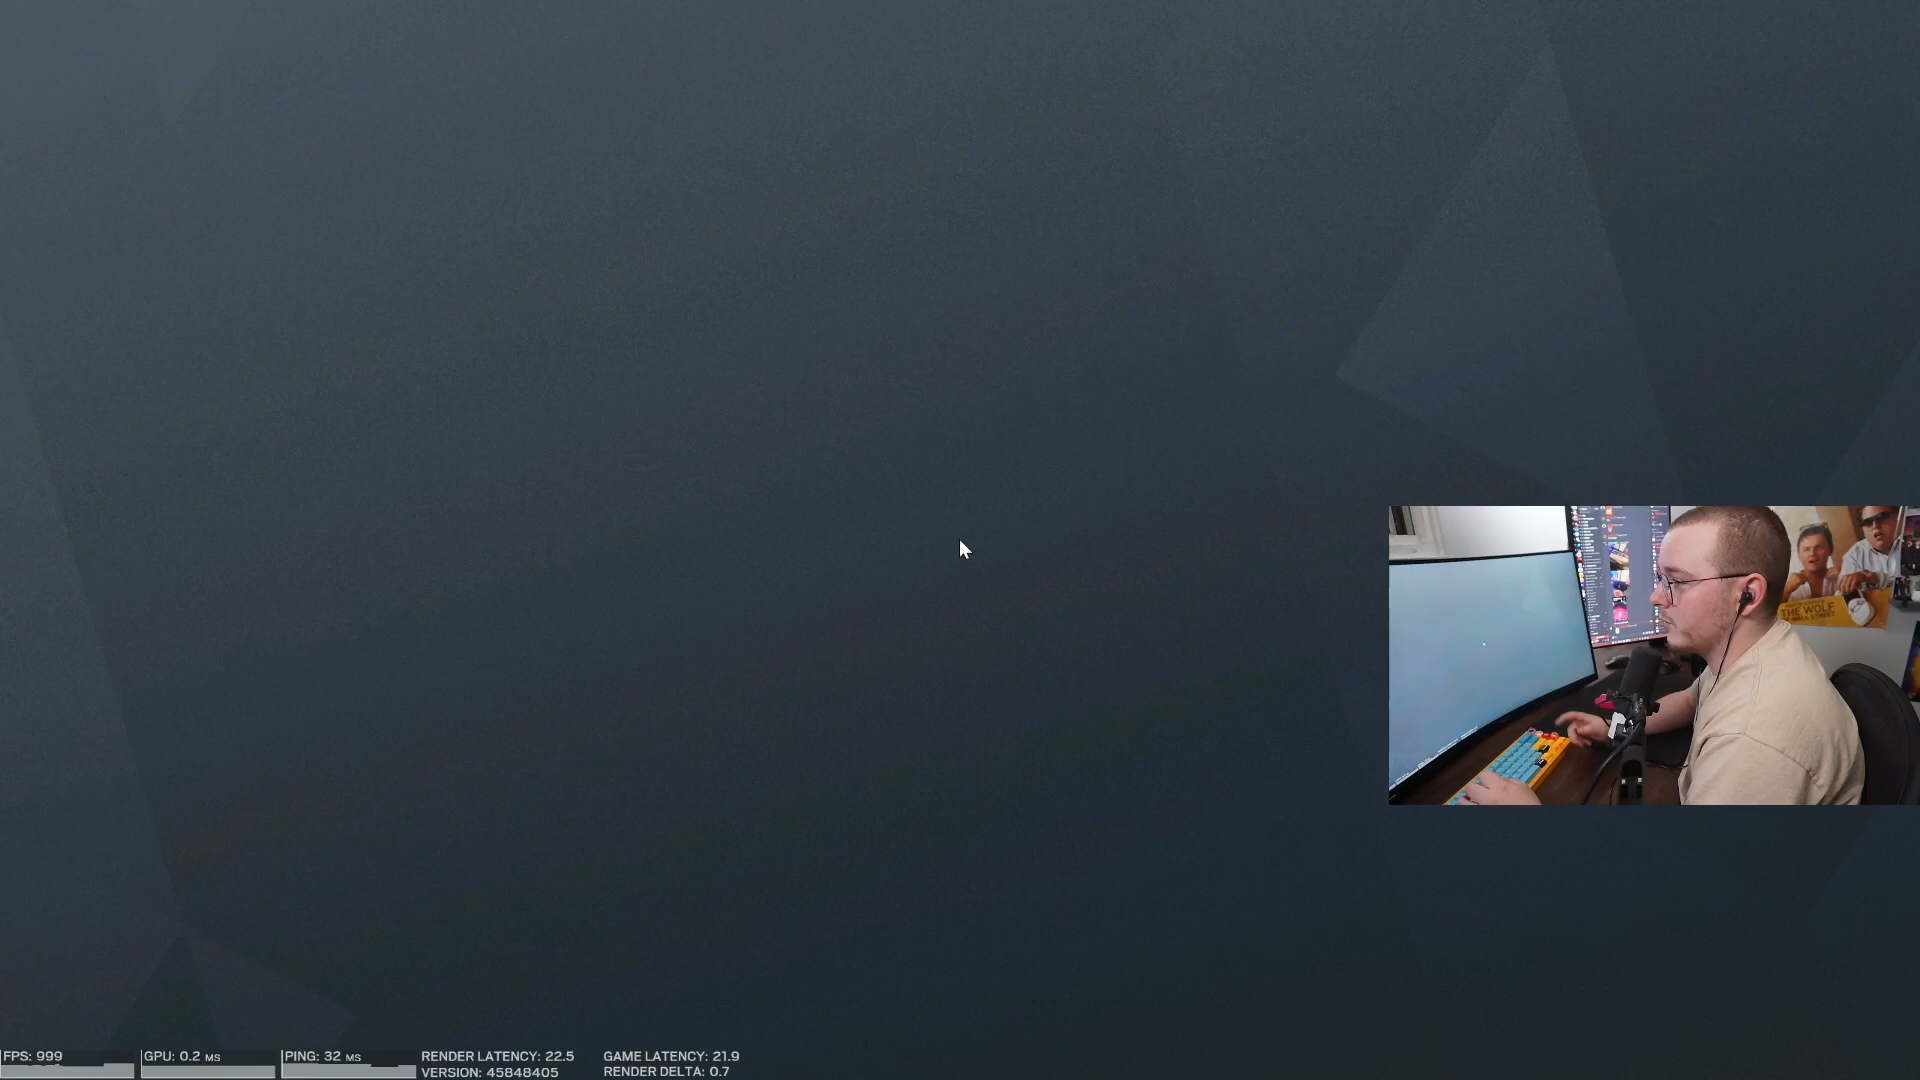 THE WOLF
FPS: 999
GPU: 0.2 MS
PING: 32 MS
RENDER LATENCY: 22.5
VERSION: 45848405
GAME LATENCY: 21.9
RENDER DELTA: 0.7